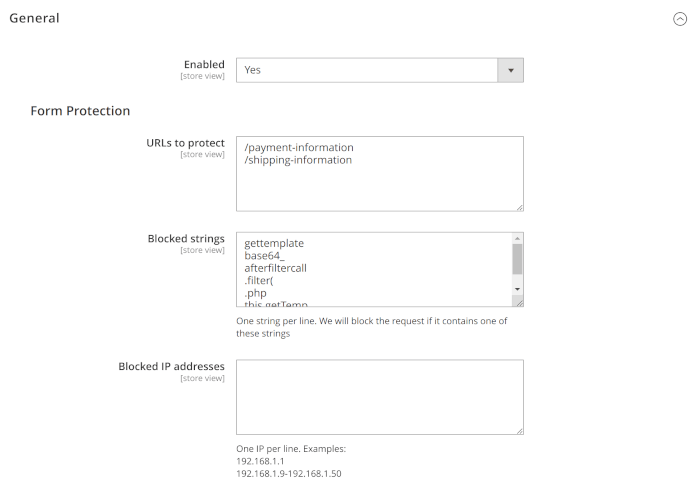 General
Enabled
[store view]
Yes
Form Protection
URLs to protect
[store view]
/payment-information
/shipping-information
Blocked strings
[store view]
gettemplate
base64_
afterfiltercall
.filter(
.php
this.getTemp
One string per line. We will block the request if it contains one of
these strings
Blocked IP addresses
[store view]
One IP per line. Examples:
192.168.1.1
192.168.1.9-192.168.1.50